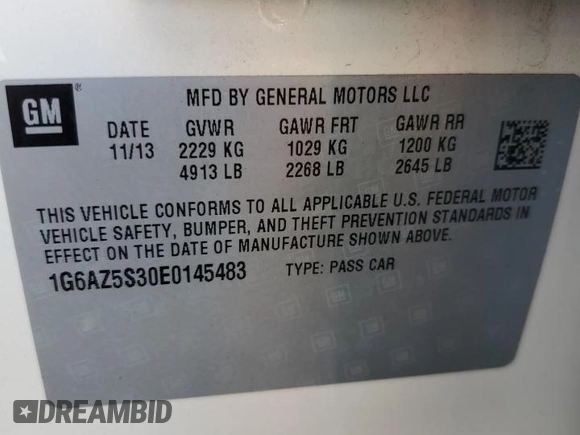 GM ®
MFD BY GENERAL MOTORS LLC
DATE GVWR GAWR FRT GAWR RR
11/13 2229 KG 1029 KG 1200 KG
4913 LB 2268 LB 2645 LB
THIS VEHICLE CONFORMS TO ALL APPLICABLE U.S. FEDERAL MOTOR
VEHICLE SAFETY, BUMPER, AND THEFT PREVENTION STANDARDS IN
EFFECT ON THE DATE OF MANUFACTURE SHOWN ABOVE.
1G6AZ5S30E0145483 TYPE: PASS CAR
DREAMBID